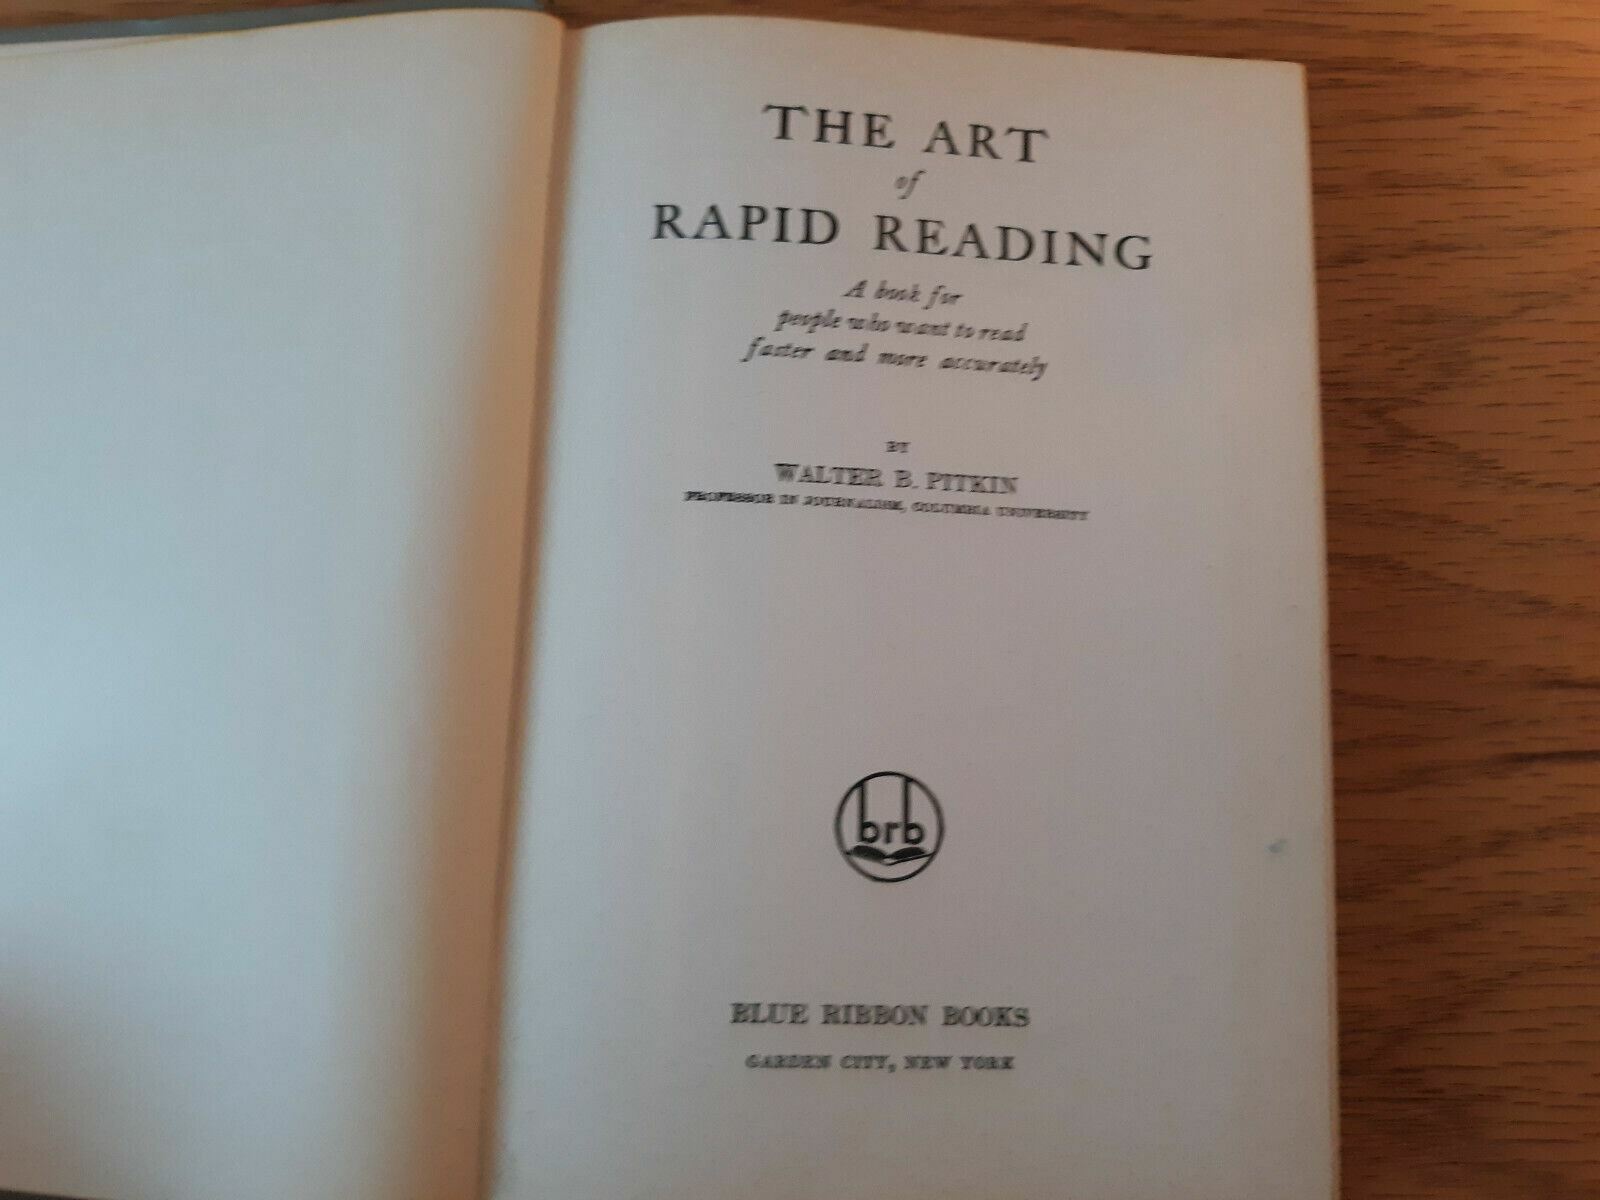 THE ART
of
RAPID READING
A book for
people who want to read
faster and more accurately
BY
WALTER B. PITKIN
PROFESSOR IN JOURNALISM, COLUMBIA UNIVERSITY
brb
BLUE RIBBON BOOKS
GARDEN CITY, NEW YORK